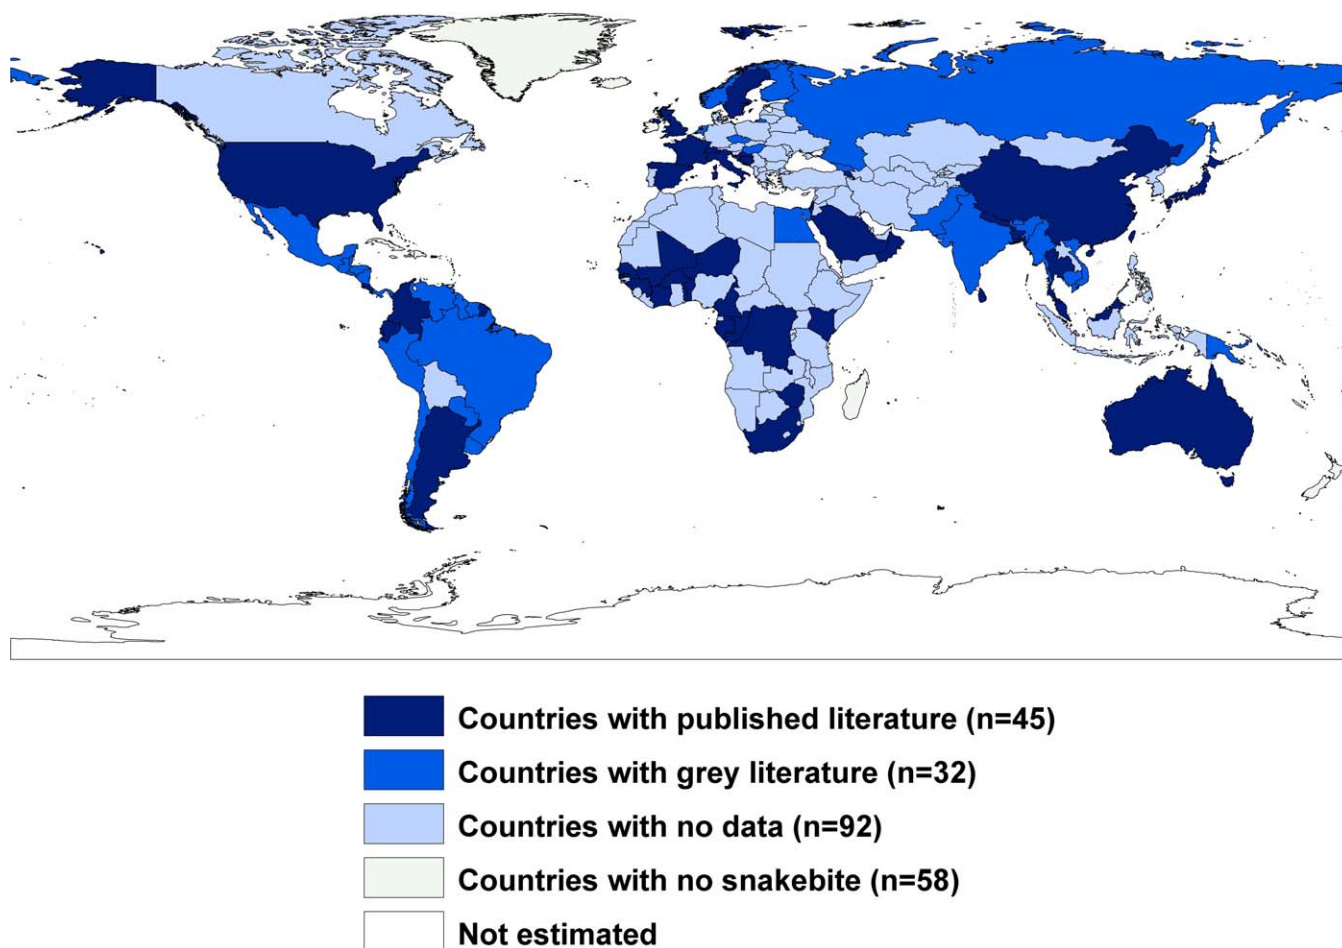 Countries with published literature (n=45)
Countries with grey literature (n=32)
Countries with no data (n=92)
Countries with no snakebite (n=58)
Not estimated